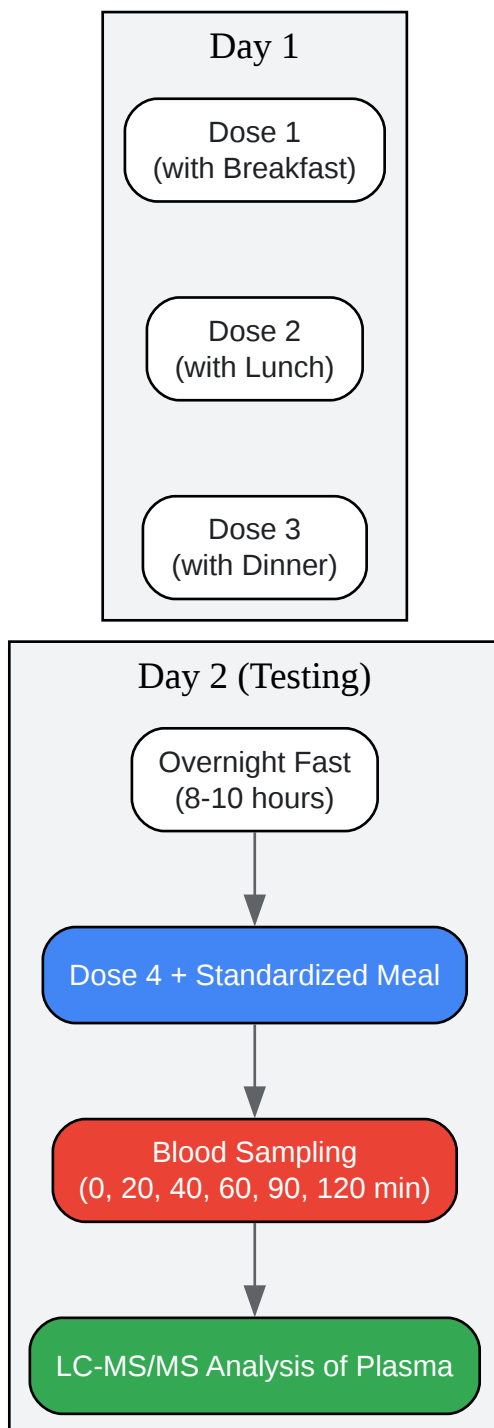 Day 1
Dose 1
(with Breakfast)
Dose 2
(with Lunch)
Dose 3
(with Dinner)
Day 2 (Testing)
Overnight Fast
(8-10 hours)
Dose 4 + Standardized Meal
Blood Sampling
(0, 20, 40, 60, 90, 120 min)
LC-MS/MS Analysis of Plasma